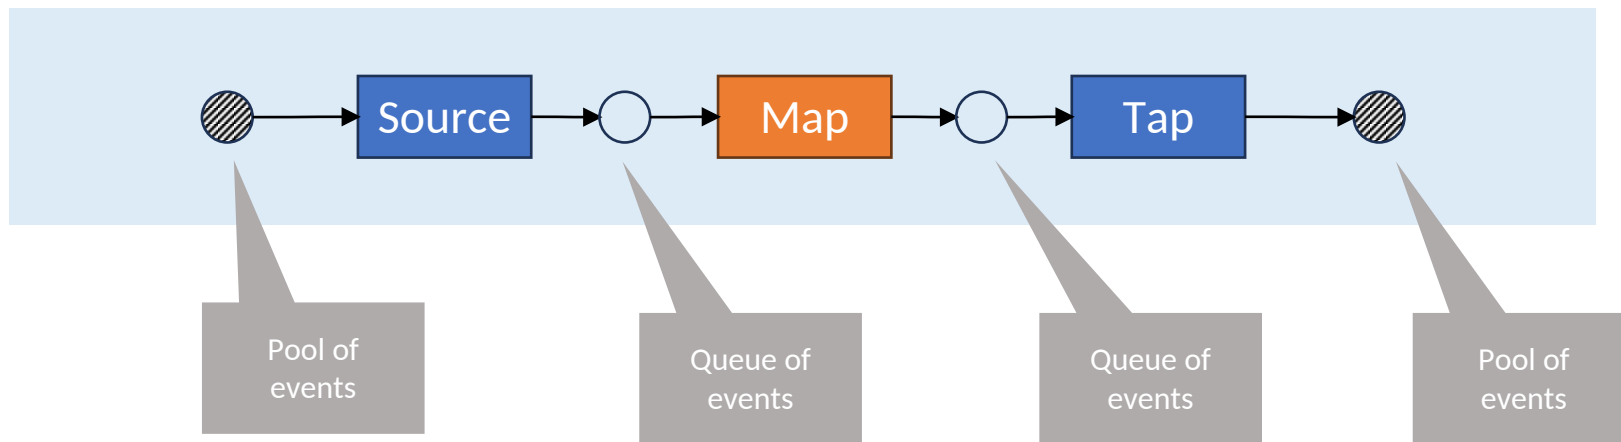 Source
Map
Tap
Pool of
events
Queue of
events
Queue of
events
Pool of
events